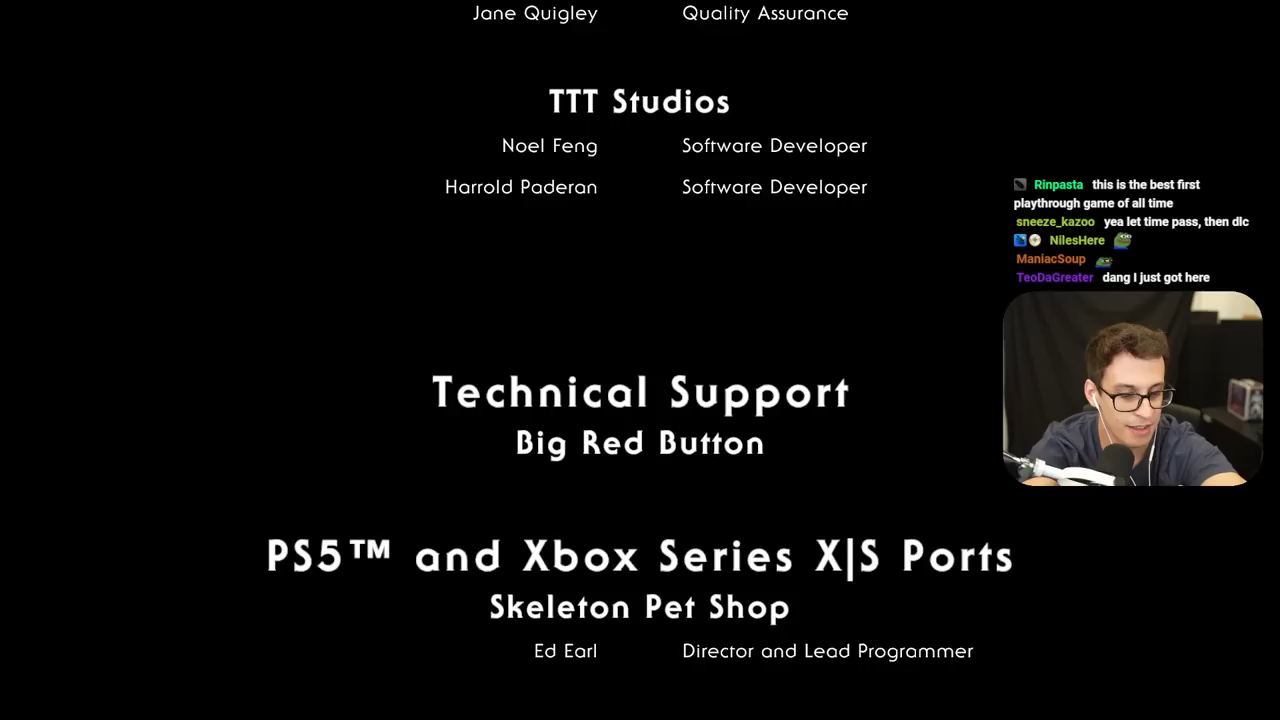 Jane Quigley Quality Assurance
TTT Studios
Noel Feng Software Developer
Harrold Paderan Software Developer
Rinpasta this is the best first
playthrough game of all time
sneeze_kazoo yea let time pass, then dlc
NilesHere
ManiacSoup
TeoDaGreater dang I just got here
Technical Support
Big Red Button
PS5™ and Xbox Series X|S Ports
Skeleton Pet Shop
Ed Earl Director and Lead Programmer